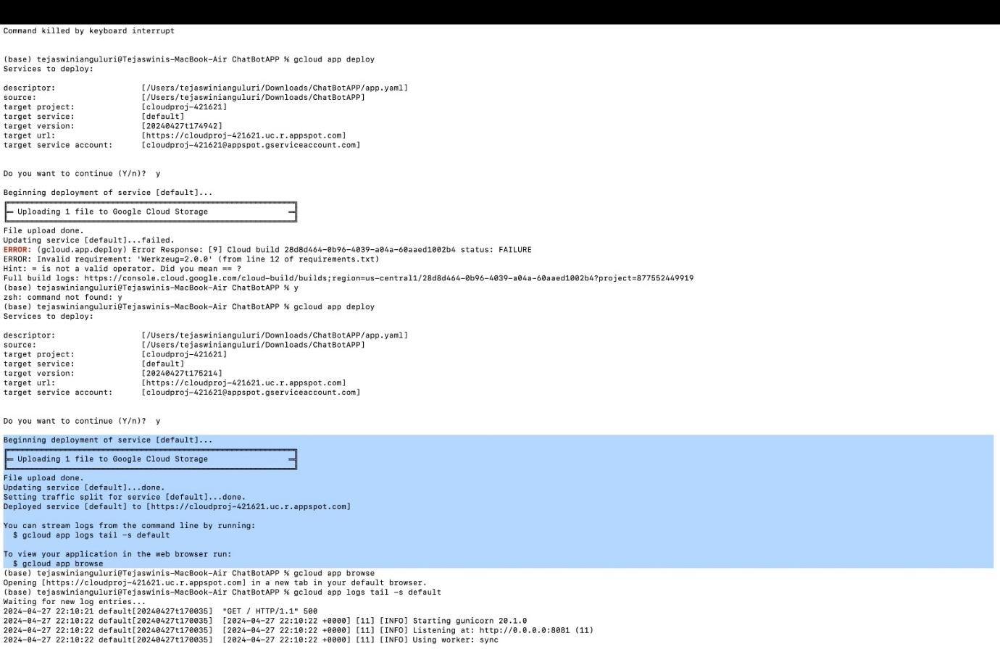 Command killed by keyboard interrupt
(base) tejaswinianguluri@Tejaswinis-MacBook-Air ChatBotAPP % gcloud app deploy
Services to deploy:
descriptor: [/Users/tejaswinianguluri/Downloads/ChatBotAPP/app.yaml]
source: [/Users/tejaswinianguluri/Downloads/ChatBotAPP]
target project: [cloudproj-421621]
target service: [default]
target version: [20240427t174942]
target url: [https://cloudproj-421621.uc.r.appspot.com]
target service account: [cloudproj-421621@appspot.gserviceaccount.com]
Do you want to continue (Y/n)? y
Beginning deployment of service [default]...
Uploading 1 file to Google Cloud Storage
File upload done.
Updating service [default]...failed.
ERROR: (gcloud.app.deploy) Error Response: [9] Cloud build 28d8d464-0b96-4039-a04a-60aaed1002b4 status: FAILURE
ERROR: Invalid requirement: 'Werkzeug=2.0.0' (from line 12 of requirements.txt)
Hint: = is not a valid operator. Did you mean == ?
Full build logs: https://console.cloud.google.com/cloud-build/builds;region=us-central1/28d8d464-0b96-4039-a04a-60aaed1002b4?project=877552449919
(base) tejaswinianguluri@Tejaswinis-MacBook-Air ChatBotAPP % y
zsh: command not found: y
(base) tejaswinianguluri@Tejaswinis-MacBook-Air ChatBotAPP % gcloud app deploy
Services to deploy:
descriptor: [/Users/tejaswinianguluri/Downloads/ChatBotAPP/app.yaml]
source: [/Users/tejaswinianguluri/Downloads/ChatBotAPP]
target project: [cloudproj-421621]
target service: [default]
target version: [20240427t175214]
target url: [https://cloudproj-421621.uc.r.appspot.com]
target service account: [cloudproj-421621@appspot.gserviceaccount.com]
Do you want to continue (Y/n)? y
Beginning deployment of service [default]...
Uploading 1 file to Google Cloud Storage
File upload done.
Updating service [default]...done.
Setting traffic split for service [default]...done.
Deployed service [default] to [https://cloudproj-421621.uc.r.appspot.com]
You can stream logs from the command line by running:
$ gcloud app logs tail -s default
To view your application in the web browser run:
$ gcloud app browse
(base) tejaswinianguluri@Tejaswinis-MacBook-Air ChatBotAPP % gcloud app browse
Opening [https://cloudproj-421621.uc.r.appspot.com] in a new tab in your default browser.
(base) tejaswinianguluri@Tejaswinis-MacBook-Air ChatBotAPP % gcloud app logs tail -s default
Waiting for new log entries...
2024-04-27 22:10:21 default[20240427t170035] "GET / HTTP/1.1" 500
2024-04-27 22:10:22 default[20240427t170035] [2024-04-27 22:10:22 +0000] [11] [INFO] Starting gunicorn 20.1.0
2024-04-27 22:10:22 default[20240427t170035] [2024-04-27 22:10:22 +0000] [11] [INFO] Listening at: http://0.0.0.0:8081 (11)
2024-04-27 22:10:22 default[20240427t170035] [2024-04-27 22:10:22 +0000] [11] [INFO] Using worker: sync